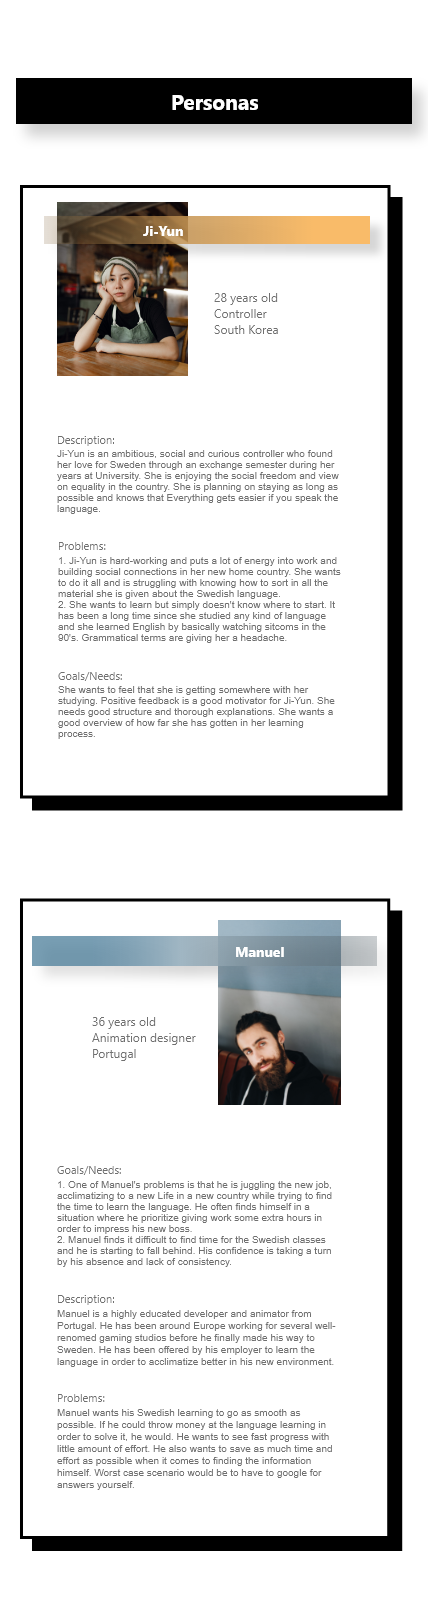 Personas
Ji-Yun
28 years old
Controller
South Korea
Description:
Ji-Yun is an ambitious, social and curious controller who found
her love for Sweden through an exchange semester during her
years at University. She is enjoying the social freedom and view
on equality in the country. She is planning on staying as long as
possible and knows that Everything gets easier if you speak the
language.
Problems:
1. Ji-Yun is hard-working and puts a lot of energy into work and
building social connections in her new home country. She wants
to do it all and is struggling with knowing how to sort in all the
material she is given about the Swedish language.
2. She wants to learn but simply doesn't know where to start. It
has been a long time since she studied any kind of language
and she learned English by basically watching sitcoms in the
90's. Grammatical terms are giving her a headache.
Goals/Needs:
She wants to feel that she is getting somewhere with her
studying. Positive feedback is a good motivator for Ji-Yun. She
needs good structure and thorough explanations. She wants a
good overview of how far she has gotten in her learning
process.
Manuel
36 years old
Animation designer
Portugal
Goals/Needs:
1. One of Manuel's problems is that he is juggling the new job,
acclimatizing to a new Life in a new country while trying to find
the time to learn the language. He often finds himself in a
situation where he prioritize giving work some extra hours in
order to impress his new boss.
2. Manuel finds it difficult to find time for the Swedish classes
and he is starting to fall behind. His confidence is taking a turn
by his absence and lack of consistency.
Description:
Manuel is a highly educated developer and animator from
Portugal. He has been around Europe working for several well-
renomed gaming studios before he finally made his way to
Sweden. He has been offered by his employer to learn the
language in order to acclimatize better in his new environment.
Problems:
Manuel wants his Swedish learning to go as smooth as
possible. If he could throw money at the language learning in
order to solve it, he would. He wants to see fast progress with
little amount of effort. He also wants to save as much time and
effort as possible when it comes to finding the information
himself. Worst case scenario would be to have to google for
answers yourself.